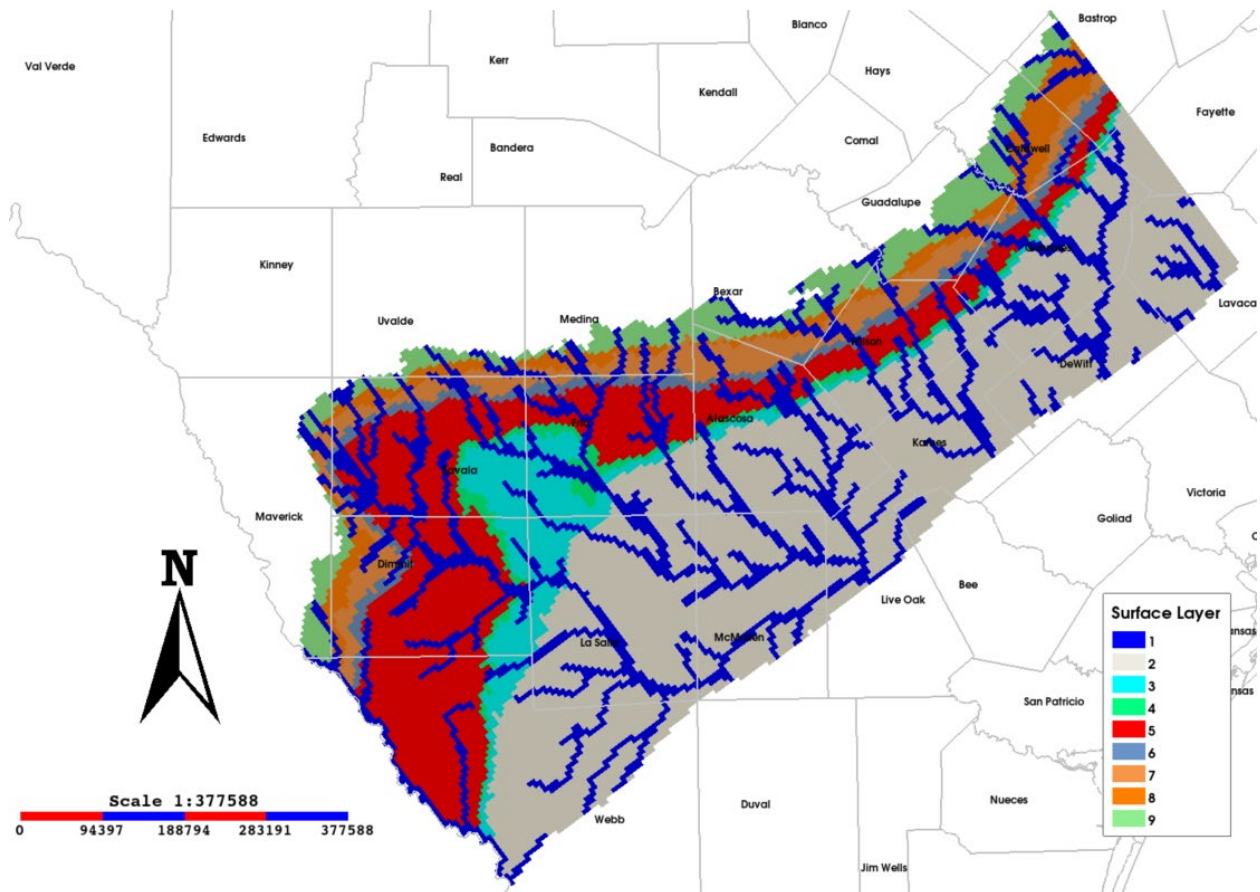 Blanco
Bastrop
Val Verde
Kerr
Hays
Kendall
Fayette
Edwards
Comal
Bandera
Caldwell
Real
Guadalupe
Gonzales
Kinney
Bexar
Lavaca
Uvalde
Medina
Wilson
DeWitt
Atascosa
Frio
Karnes
Zavala
Victoria
Maverick
Goliad
N
Dimmit
Bee
Live Oak
La Salle
McMullen
San Patricio
Duval
Nueces
Webb
Jim Wells
Surface Layer
1
2
3
4
5
6
7
8
9
Scale 1:377588
0 94397 188794 283191 377588